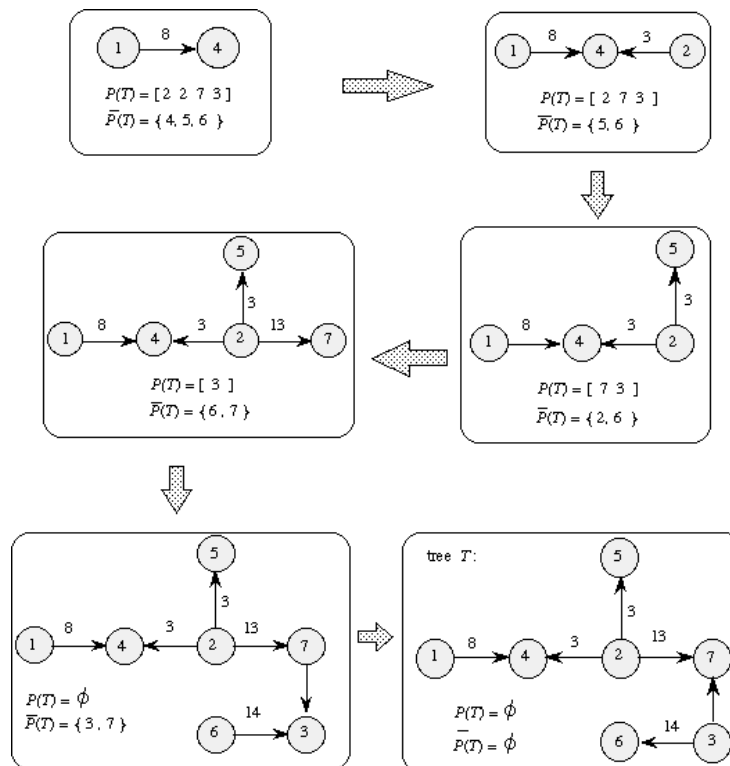 8
1 4
P(T) = [ 2 2 7 3 ]
P̅(T) = { 4, 5, 6 }
8 3
1 4 2
P(T) = [ 2 7 3 ]
P̅(T) = { 5, 6 }
5
3
8 3
1 4 2
P(T) = [ 7 3 ]
P̅(T) = { 2, 6 }
5
3
8 3 13
1 4 2 7
P(T) = [ 3 ]
P̅(T) = { 6, 7 }
5
3
8 3 13
1 4 2 7
P(T) = ϕ
P̅(T) = { 3, 7 }
14
6 3
tree T:
5
3
8 3 13
1 4 2 7
P(T) = ϕ
P̅(T) = ϕ
14
6 3